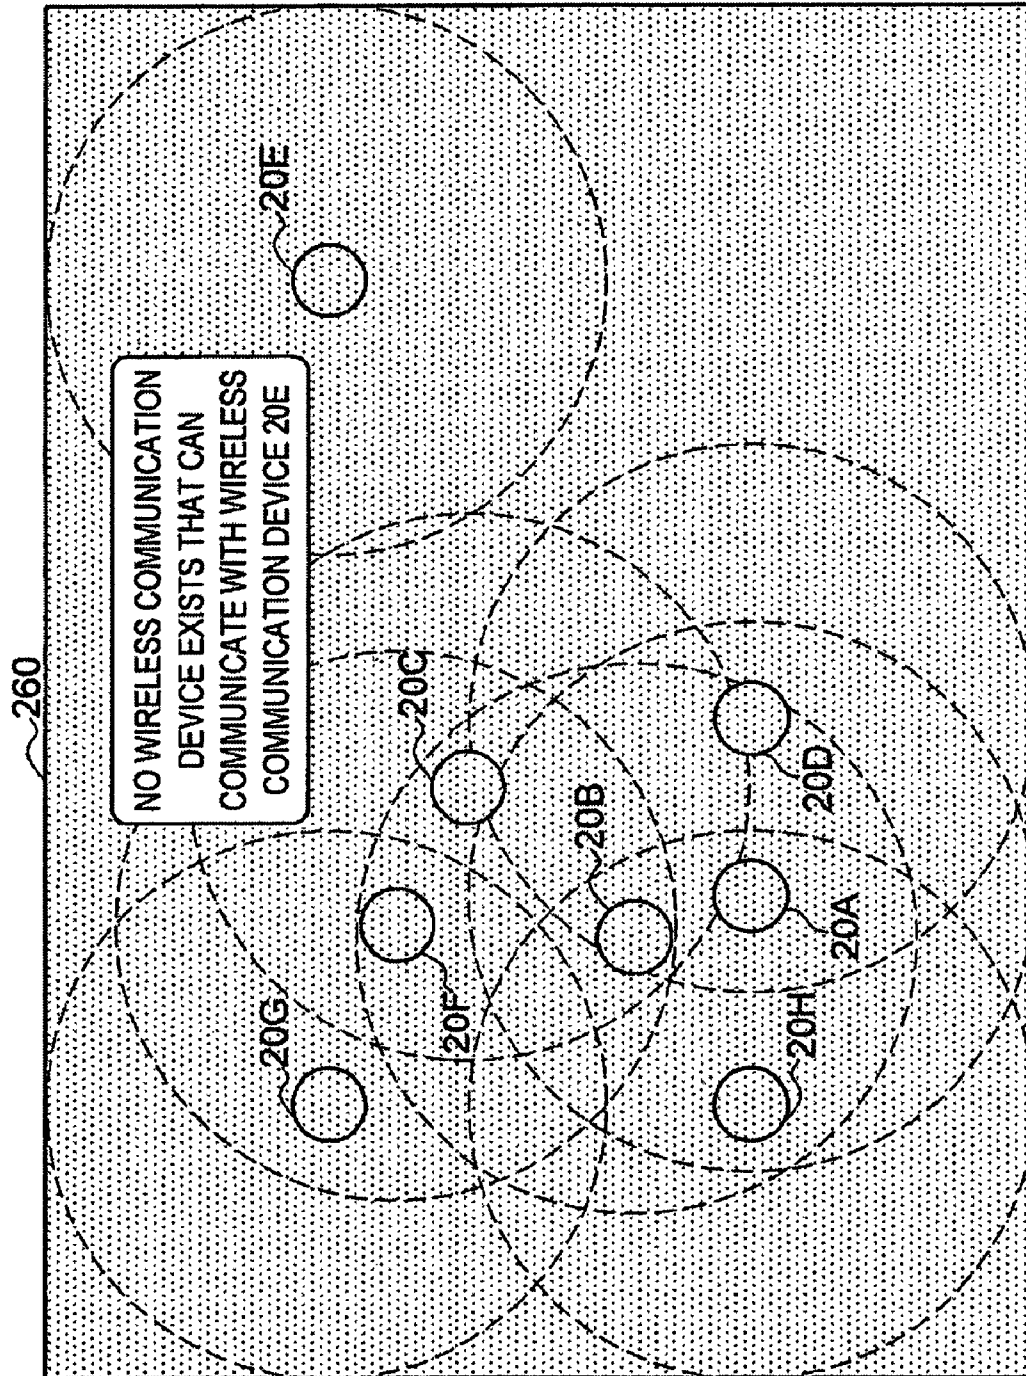 260
NO WIRELESS COMMUNICATION
DEVICE EXISTS THAT CAN
COMMUNICATE WITH WIRELESS
COMMUNICATION DEVICE 20E
20E
20G
20C
20F
20B
20H
20A
20D